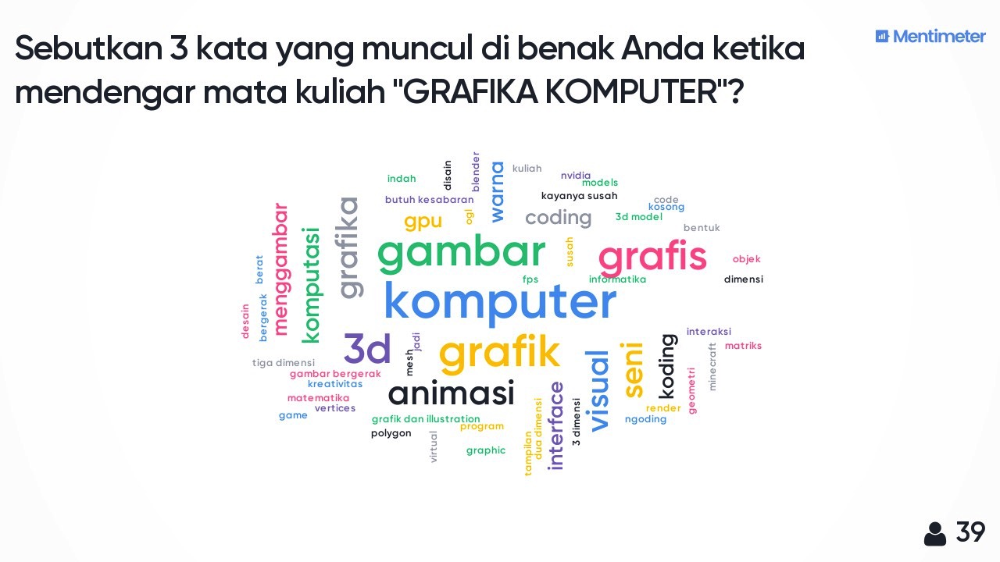 Sebutkan 3 kata yang muncul di benak Anda ketika
mendengar mata kuliah "GRAFIKA KOMPUTER"?
Mentimeter
indah
disain
blender
warna
kuliah
nvidia
models
butuh kesabaran
kayanya susah
code
kosong
gpu
ogl
coding
3d model
bentuk
menggambar
komputasi
grafika
gambar
susah
grafis
objek
berat
fps
informatika
dimensi
komputer
desain
bergerak
3d
mesh
jadi
grafik
visual
seni
koding
interaksi
matriks
minecraft
geometri
tiga dimensi
gambar bergerak
kreativitas
animasi
matematika
vertices
game
grafik dan illustration
program
polygon
virtual
graphic
tampilan
dua dimensi
interface
3 dimensi
render
ngoding
39